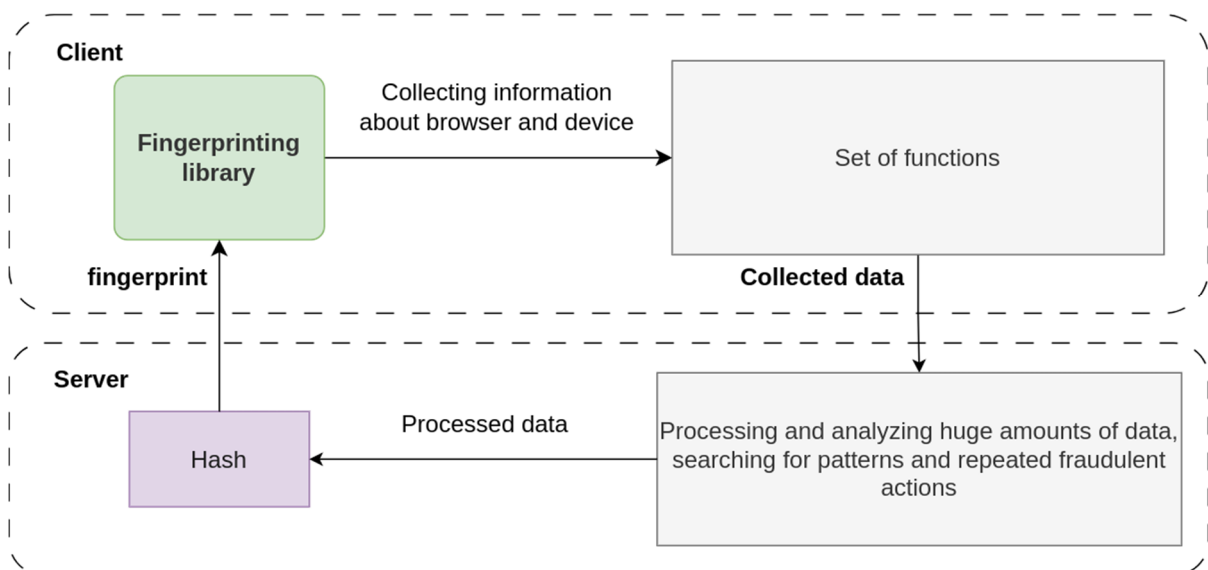 Client
Fingerprinting
library
Collecting information
about browser and device
Set of functions
fingerprint
Collected data
Server
Hash
Processed data
Processing and analyzing huge amounts of data,
searching for patterns and repeated fraudulent
actions